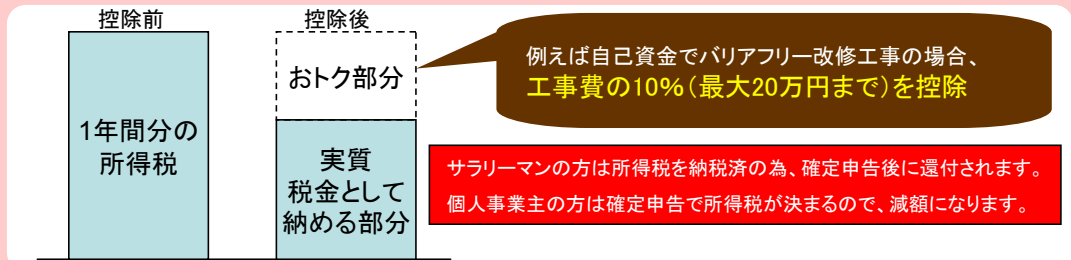 控除前
控除後
1年間分の
所得税
おトク部分
実質
税金として
納める部分
例えば自己資金でバリアフリー改修工事の場合、
工事費の10%(最大20万円まで)を控除
サラリーマンの方は所得税を納税済の為、確定申告後に還付されます。
個人事業主の方は確定申告で所得税が決まるので、減額になります。